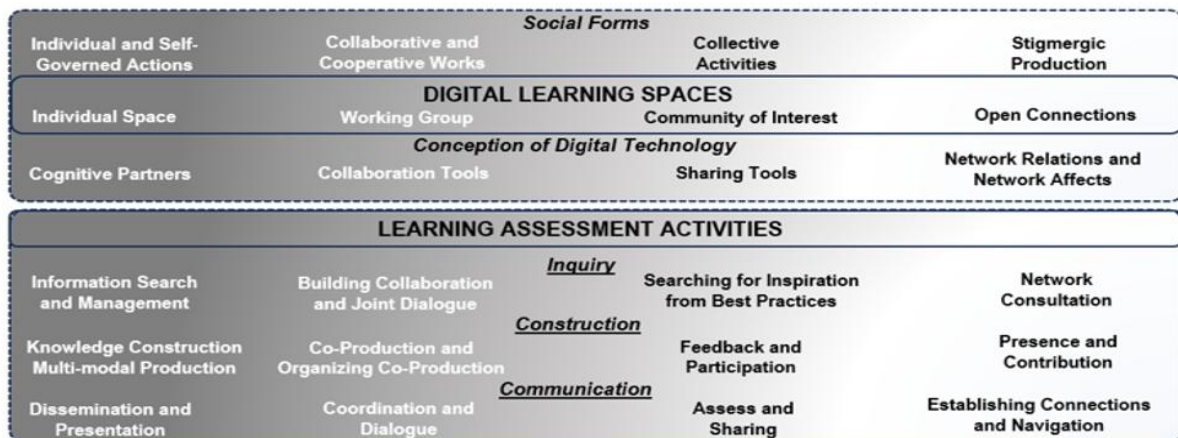 Social Forms
Individual and Self-
Governed Actions
Collaborative and
Cooperative Works
Collective
Activities
Stigmergic
Production
DIGITAL LEARNING SPACES
Individual Space
Working Group
Community of Interest
Open Connections
Conception of Digital Technology
Cognitive Partners
Collaboration Tools
Sharing Tools
Network Relations and
Network Affects
LEARNING ASSESSMENT ACTIVITIES
Inquiry
Information Search
and Management
Building Collaboration
and Joint Dialogue
Searching for Inspiration
from Best Practices
Network
Consultation
Construction
Knowledge Construction
Multi-modal Production
Co-Production and
Organizing Co-Production
Feedback and
Participation
Presence and
Contribution
Communication
Dissemination and
Presentation
Coordination and
Dialogue
Assess and
Sharing
Establishing Connections
and Navigation